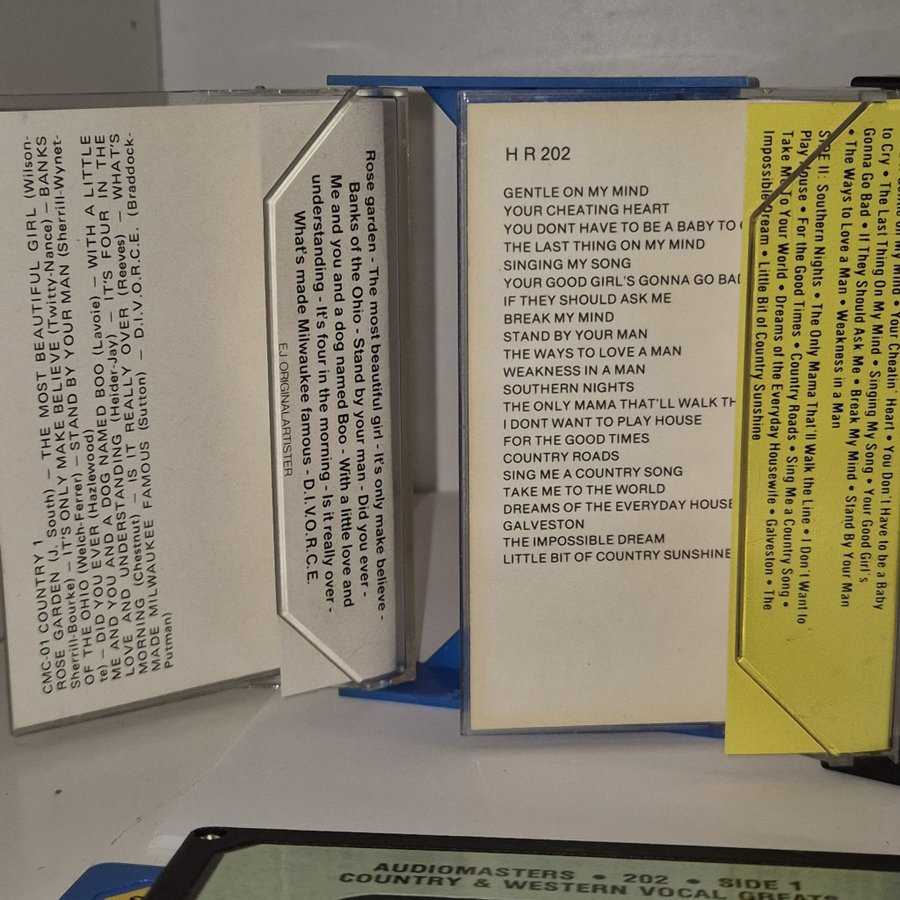 CMC-01 COUNTRY 1
ROSE GARDEN (J. South) – THE MOST BEAUTIFUL GIRL (Wilson-
Sherrill-Bourke) – IT'S ONLY MAKE BELIEVE (Twitty-Nance) – BANKS
OF THE OHIO (Welch-Ferrer) – STAND BY YOUR MAN (Sherrill-Wynet-
te) – DID YOU EVER (Hazlewood)
ME AND YOU AND A DOG NAMED BOO (Lavoie) – WITH A LITTLE
LOVE AND UNDERSTANDING (Helder-Jay) – IT'S FOUR IN THE
MORNING (Chestnut) – IS IT REALLY OVER (Reeves) – WHAT'S
MADE MILWAUKEE FAMOUS (Sutton) – D.I.V.O.R.C.E. (Braddock-
Putman)
Rose garden - The most beautiful girl - It's only make believe -
Banks of the Ohio - Stand by your man - Did you ever -
Me and you and a dog named Boo - With a little love and
understanding - It's four in the morning - Is it really over -
What's made Milwaukee famous - D.I.V.O.R.C.E.
EJ ORIGINALARTISTER
H R 202
GENTLE ON MY MIND
YOUR CHEATING HEART
YOU DONT HAVE TO BE A BABY TO
THE LAST THING ON MY MIND
SINGING MY SONG
YOUR GOOD GIRL'S GONNA GO BAD
IF THEY SHOULD ASK ME
BREAK MY MIND
STAND BY YOUR MAN
THE WAYS TO LOVE A MAN
WEAKNESS IN A MAN
SOUTHERN NIGHTS
THE ONLY MAMA THAT'LL WALK TH
I DONT WANT TO PLAY HOUSE
FOR THE GOOD TIMES
COUNTRY ROADS
SING ME A COUNTRY SONG
TAKE ME TO THE WORLD
DREAMS OF THE EVERYDAY HOUSE
GALVESTON
THE IMPOSSIBLE DREAM
LITTLE BIT OF COUNTRY SUNSHINE
on My Mind • Your Cheatin' Heart • You Don't Have to be a Baby
to Cry • The Last Thing On My Mind • Singing My Song • Your Good Girl's
Gonna Go Bad • If They Should Ask Me • Break My Mind • Stand By Your Man
• The Ways to Love a Man • Weakness in a Man
SIDE II: Southern Nights • The Only Mama That'll Walk the Line • I Don't Want to
Play House • For the Good Times • Country Roads • Sing Me a Country Song •
Take Me To Your World • Dreams of the Everyday Housewife • Galveston • The
Impossible Dream • Little Bit of Country Sunshine
AUDIOMASTERS • 202 • SIDE 1
COUNTRY & WESTERN VOCAL GREATS